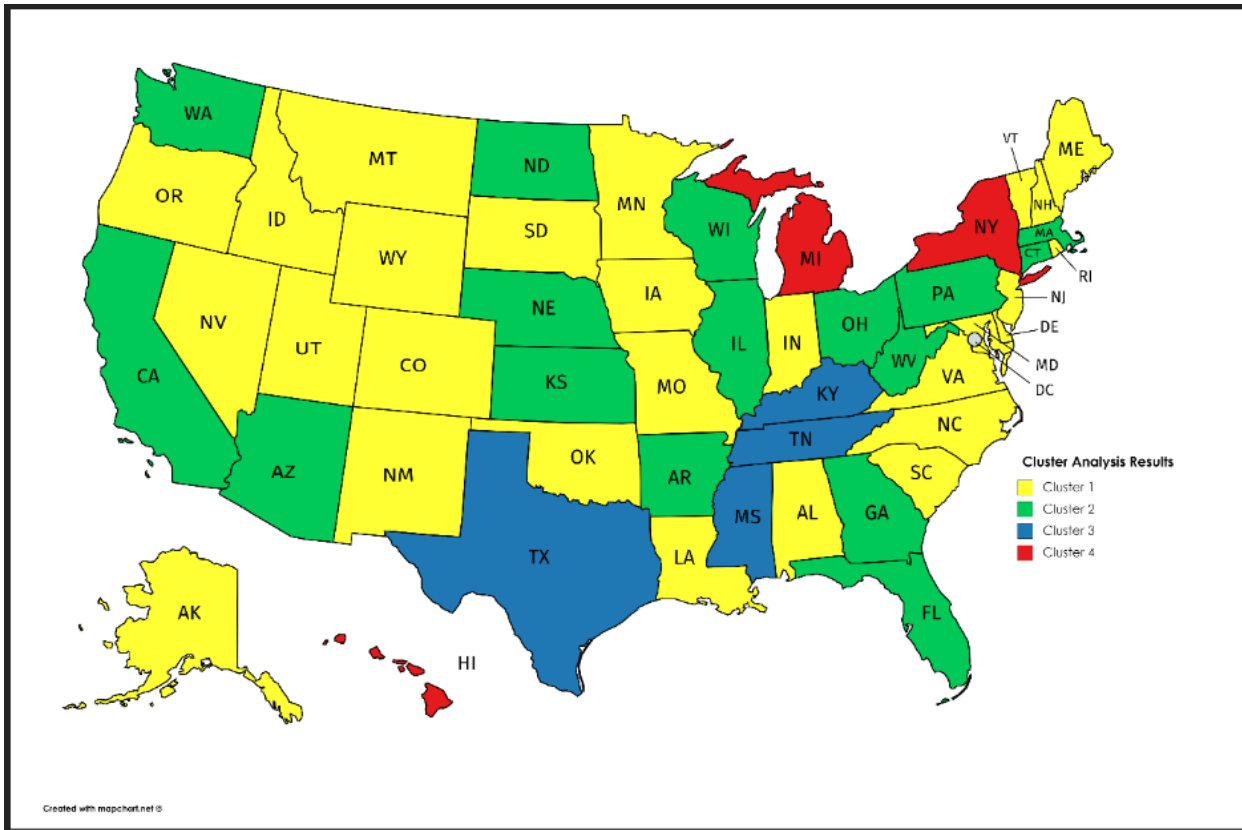 WA
MT
ND
MN
VT
ME
OR
ID
SD
WI
NH
NY
MA
CT
WY
MI
RI
IA
PA
NJ
NE
NV
OH
DE
UT
IL
IN
CO
WV
MD
CA
KS
MO
VA
DC
KY
NC
TN
OK
AZ
NM
AR
SC
MS
AL
GA
TX
LA
FL
AK
HI
Cluster Analysis Results
Cluster 1
Cluster 2
Cluster 3
Cluster 4
Created with mapchart.net ©